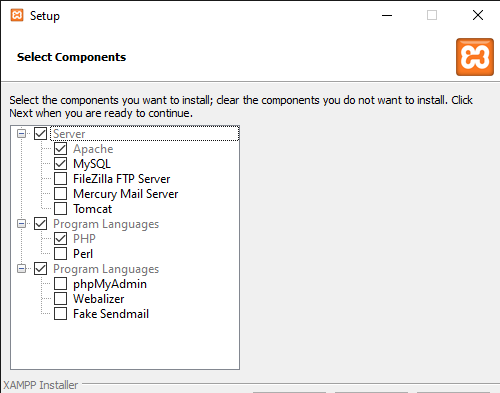 Setup
Select Components
Select the components you want to install; clear the components you do not want to install. Click
Next when you are ready to continue.
Server
Apache
MySQL
FileZilla FTP Server
Mercury Mail Server
Tomcat
Program Languages
PHP
Perl
Program Languages
phpMyAdmin
Webalizer
Fake Sendmail
XAMPP Installer